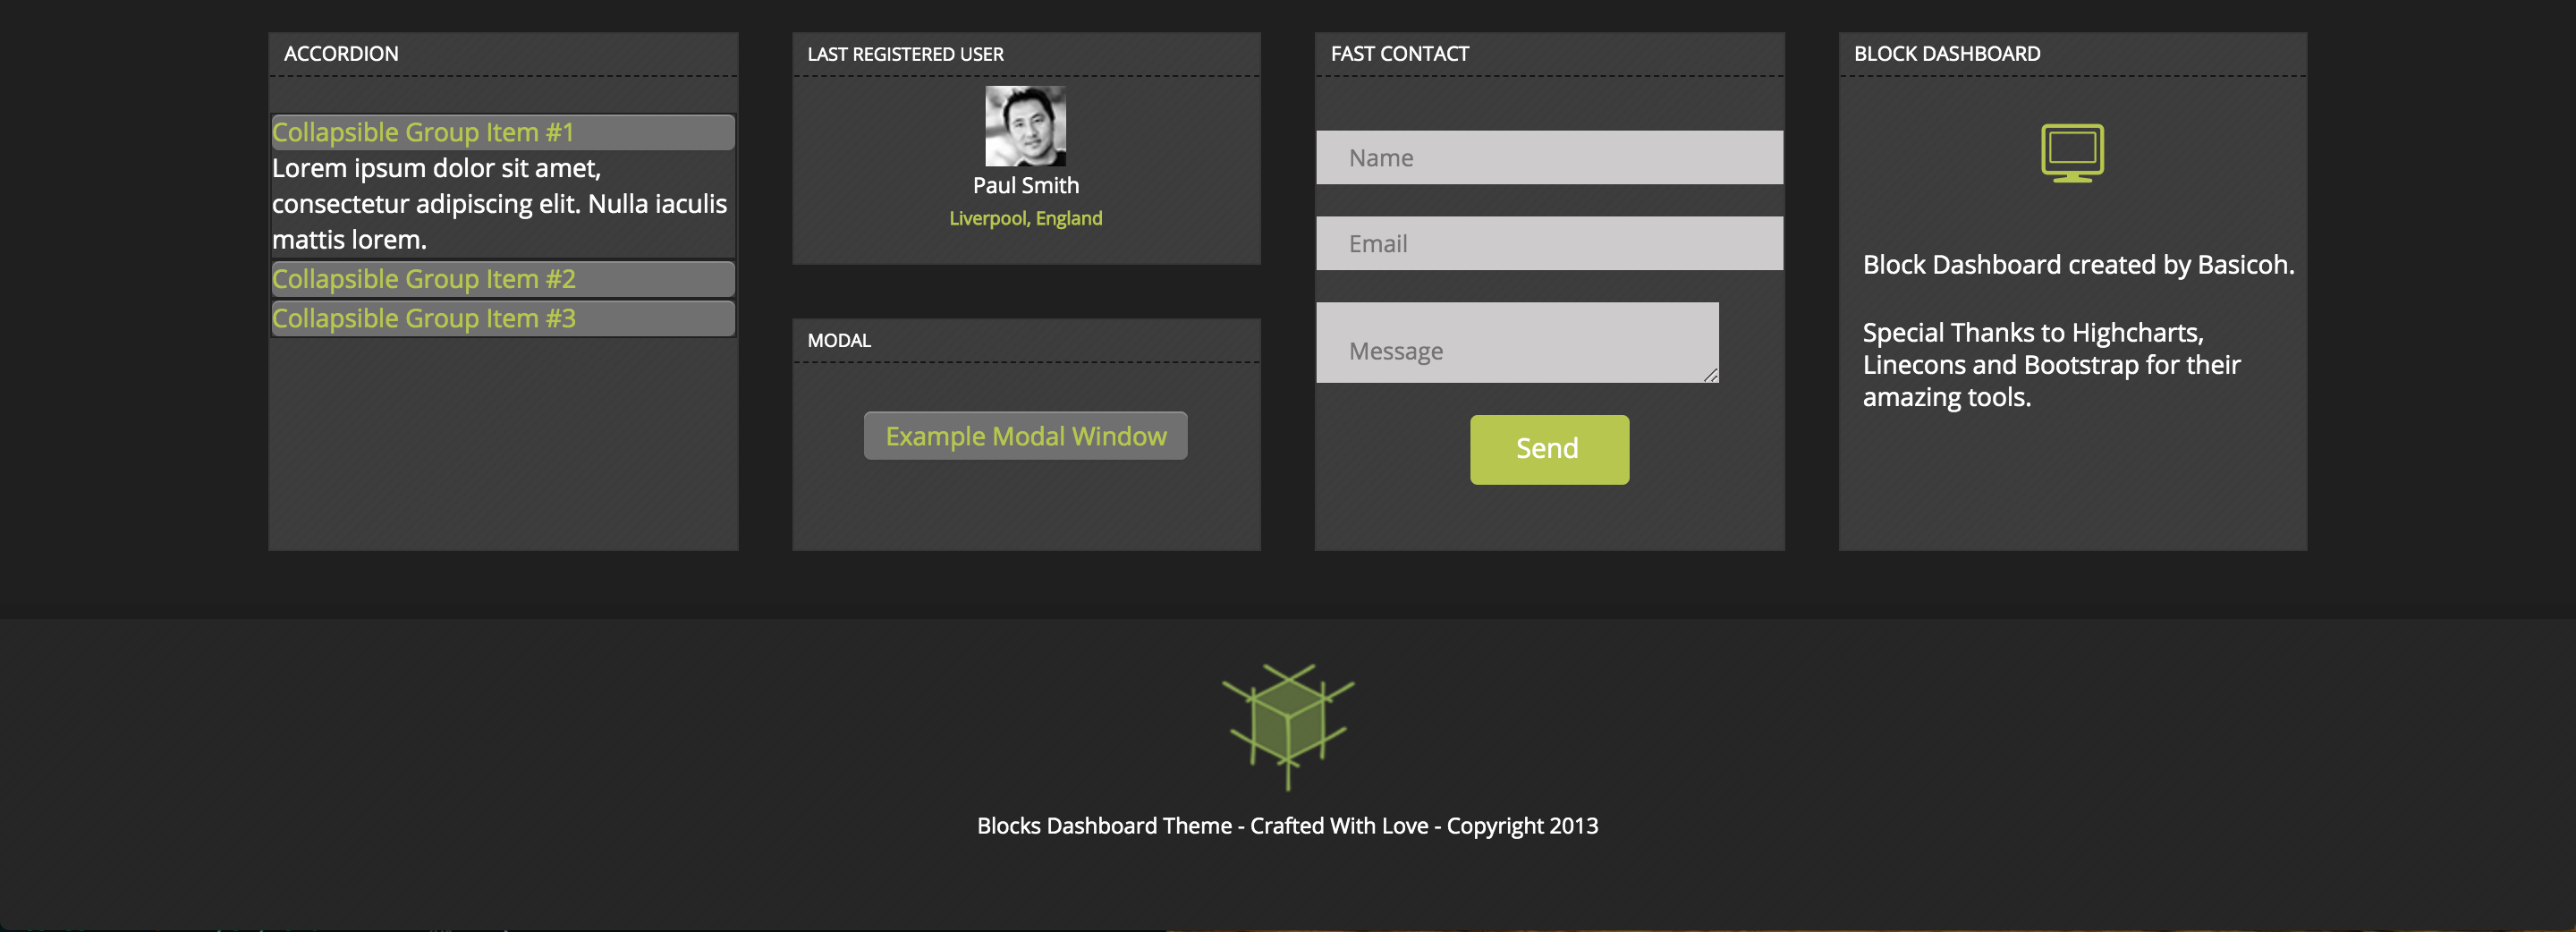 ACCORDION
Collapsible Group Item #1
Lorem ipsum dolor sit amet,
consectetur adipiscing elit. Nulla iaculis
mattis lorem.
Collapsible Group Item #2
Collapsible Group Item #3
LAST REGISTERED USER
Paul Smith
Liverpool, England
MODAL
Example Modal Window
FAST CONTACT
Name
Email
Message
Send
BLOCK DASHBOARD
Block Dashboard created by Basicoh.
Special Thanks to Highcharts,
Linecons and Bootstrap for their
amazing tools.
Blocks Dashboard Theme - Crafted With Love - Copyright 2013